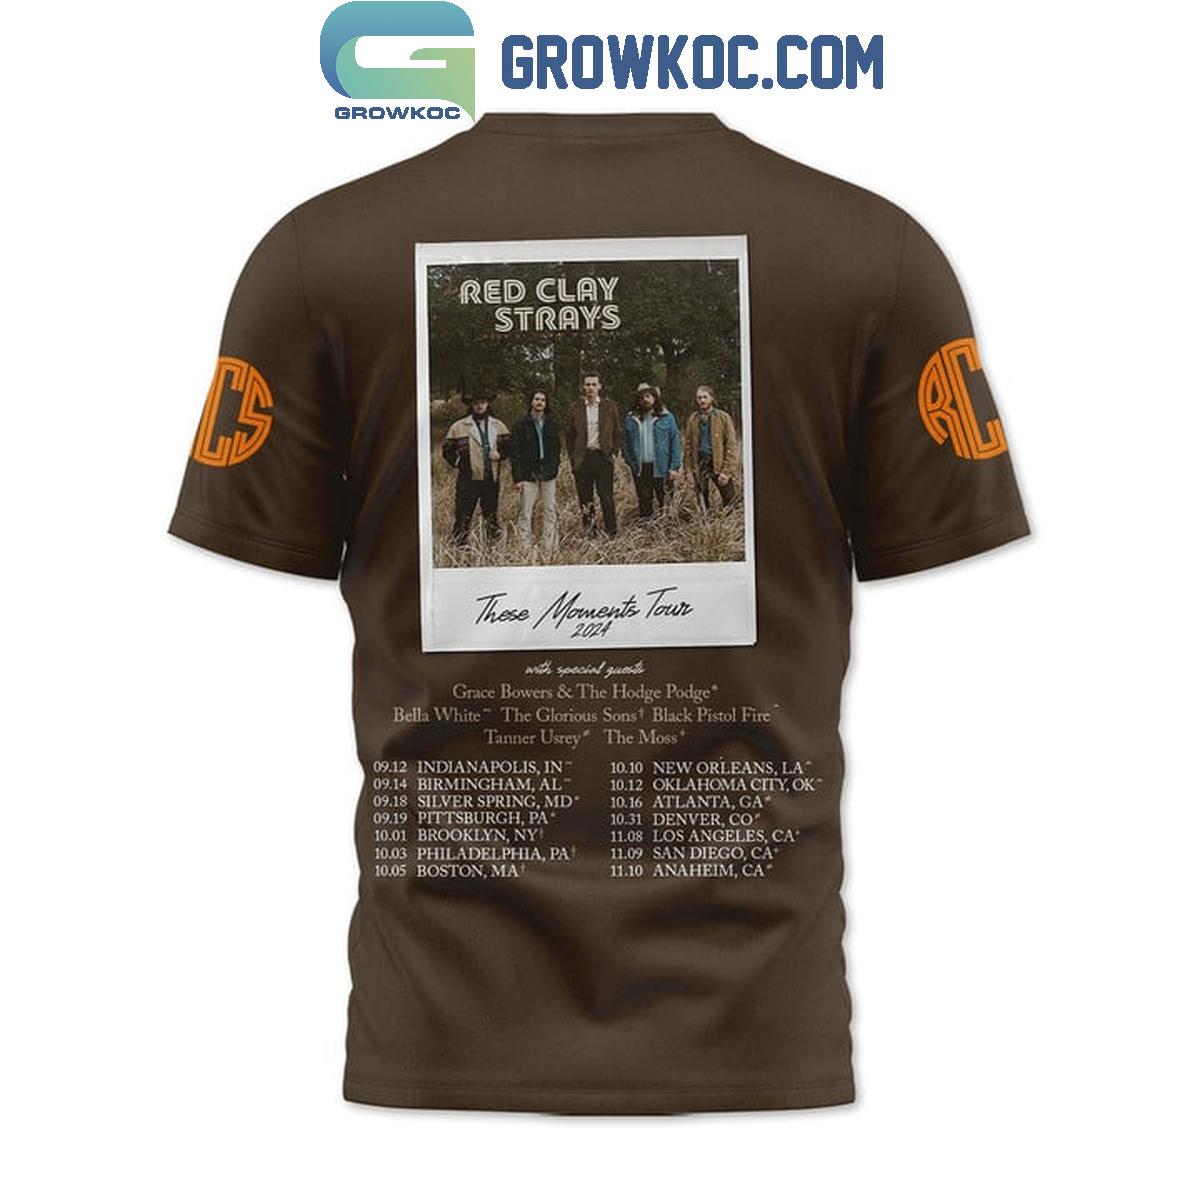 GROWKOC
GROWKOC.COM
RED CLAY
STRAYS
CS
RC
These Moments Tour
2024
with special guests
Grace Bowers & The Hodge Podge*
Bella White~ The Glorious Sons† Black Pistol Fire^
Tanner Usrey# The Moss+
09.12 INDIANAPOLIS, IN~
09.14 BIRMINGHAM, AL~
09.18 SILVER SPRING, MD*
09.19 PITTSBURGH, PA*
10.01 BROOKLYN, NY†
10.03 PHILADELPHIA, PA†
10.05 BOSTON, MA†
10.10 NEW ORLEANS, LA^
10.12 OKLAHOMA CITY, OK^
10.16 ATLANTA, GA#
10.31 DENVER, CO#
11.08 LOS ANGELES, CA+
11.09 SAN DIEGO, CA+
11.10 ANAHEIM, CA#